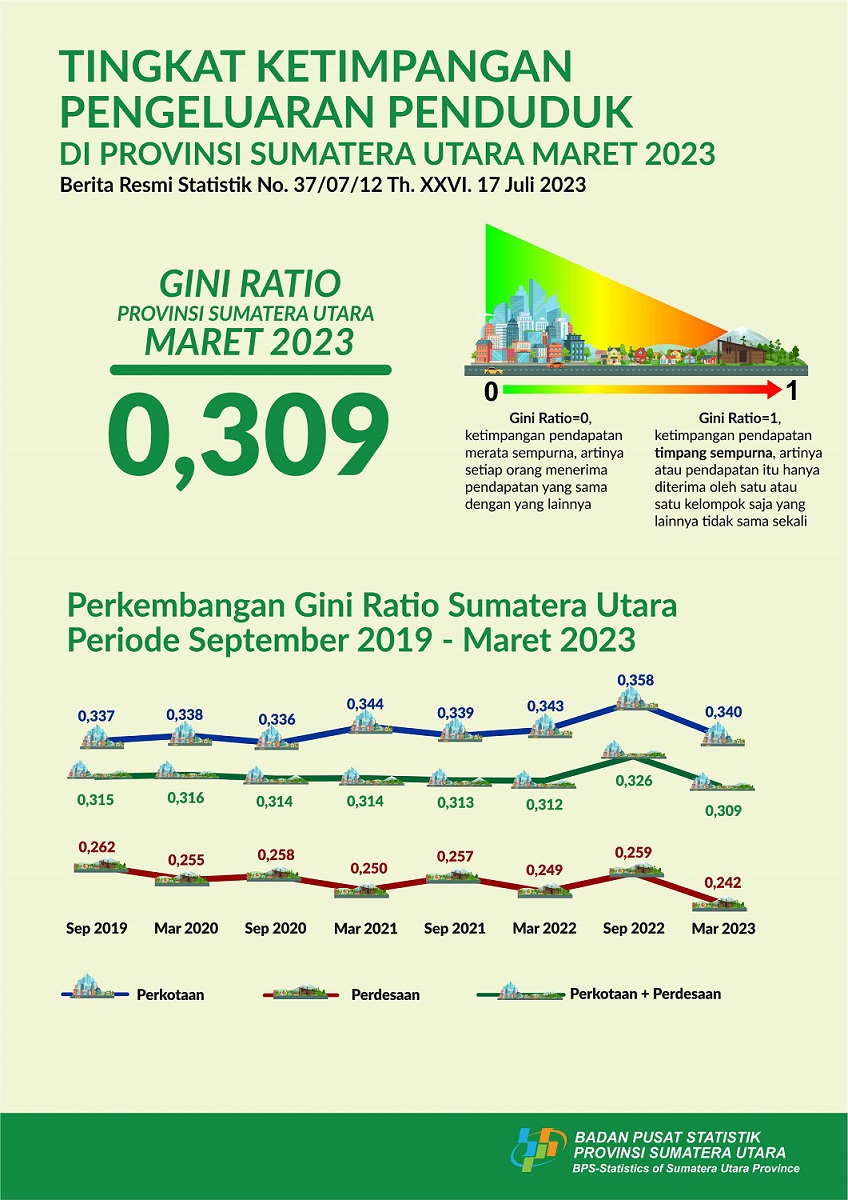 TINGKAT KETIMPANGAN
PENGELUARAN PENDUDUK
DI PROVINSI SUMATERA UTARA MARET 2023
Berita Resmi Statistik No. 37/07/12 Th. XXVI. 17 Juli 2023
GINI RATIO
PROVINSI SUMATERA UTARA
MARET 2023
0,309
0
1
Gini Ratio=0,
ketimpangan pendapatan
merata sempurna, artinya
setiap orang menerima
pendapatan yang sama
dengan yang lainnya
Gini Ratio=1,
ketimpangan pendapatan
timpang sempurna, artinya
atau pendapatan itu hanya
diterima oleh satu atau
satu kelompok saja yang
lainnya tidak sama sekali
Perkembangan Gini Ratio Sumatera Utara
Periode September 2019 - Maret 2023
0,337 0,338 0,336 0,344 0,339 0,343 0,358 0,340
0,315 0,316 0,314 0,314 0,313 0,312 0,326 0,309
0,262 0,255 0,258 0,250 0,257 0,249 0,259 0,242
Sep 2019 Mar 2020 Sep 2020 Mar 2021 Sep 2021 Mar 2022 Sep 2022 Mar 2023
Perkotaan Perdesaan Perkotaan + Perdesaan
BADAN PUSAT STATISTIK
PROVINSI SUMATERA UTARA
BPS-Statistics of Sumatera Utara Province